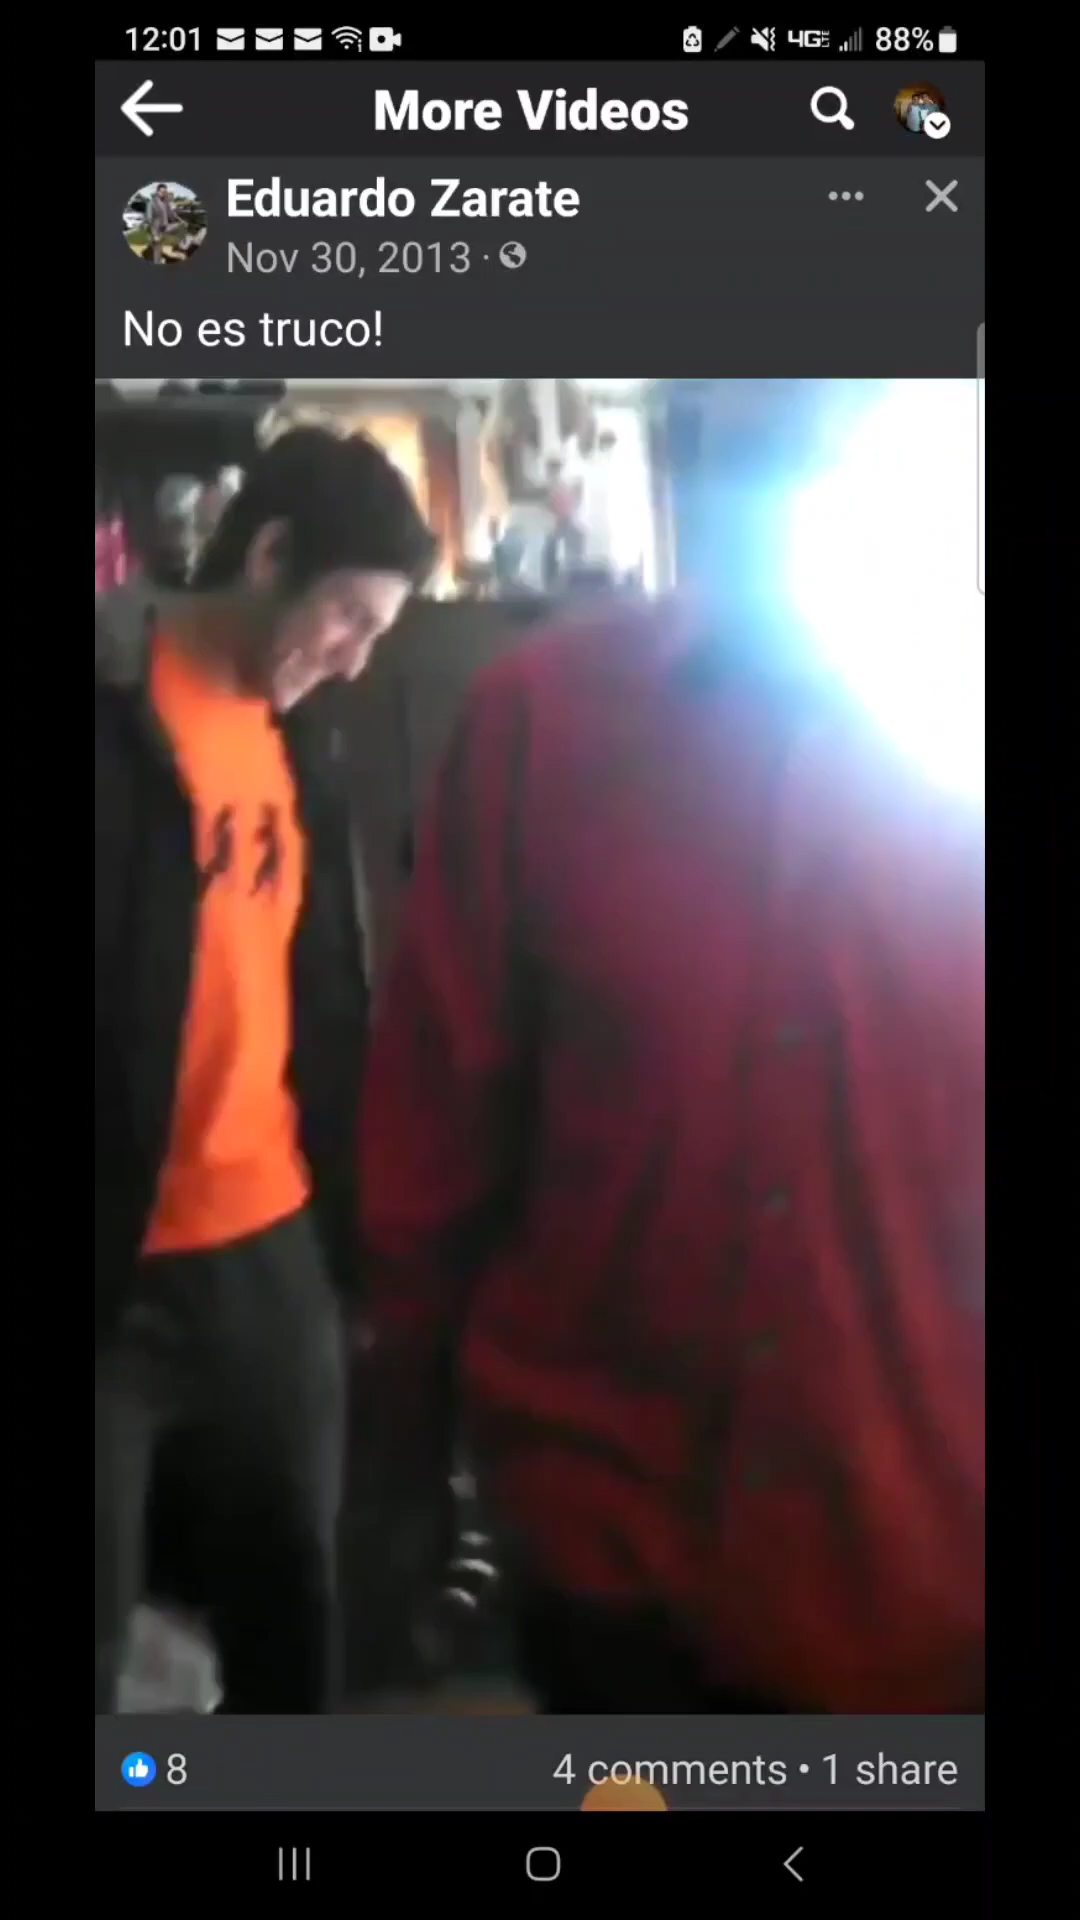 12:01 4G LTE 88%
More Videos
Eduardo Zarate
Nov 30, 2013 ·
No es truco!
8 4 comments • 1 share